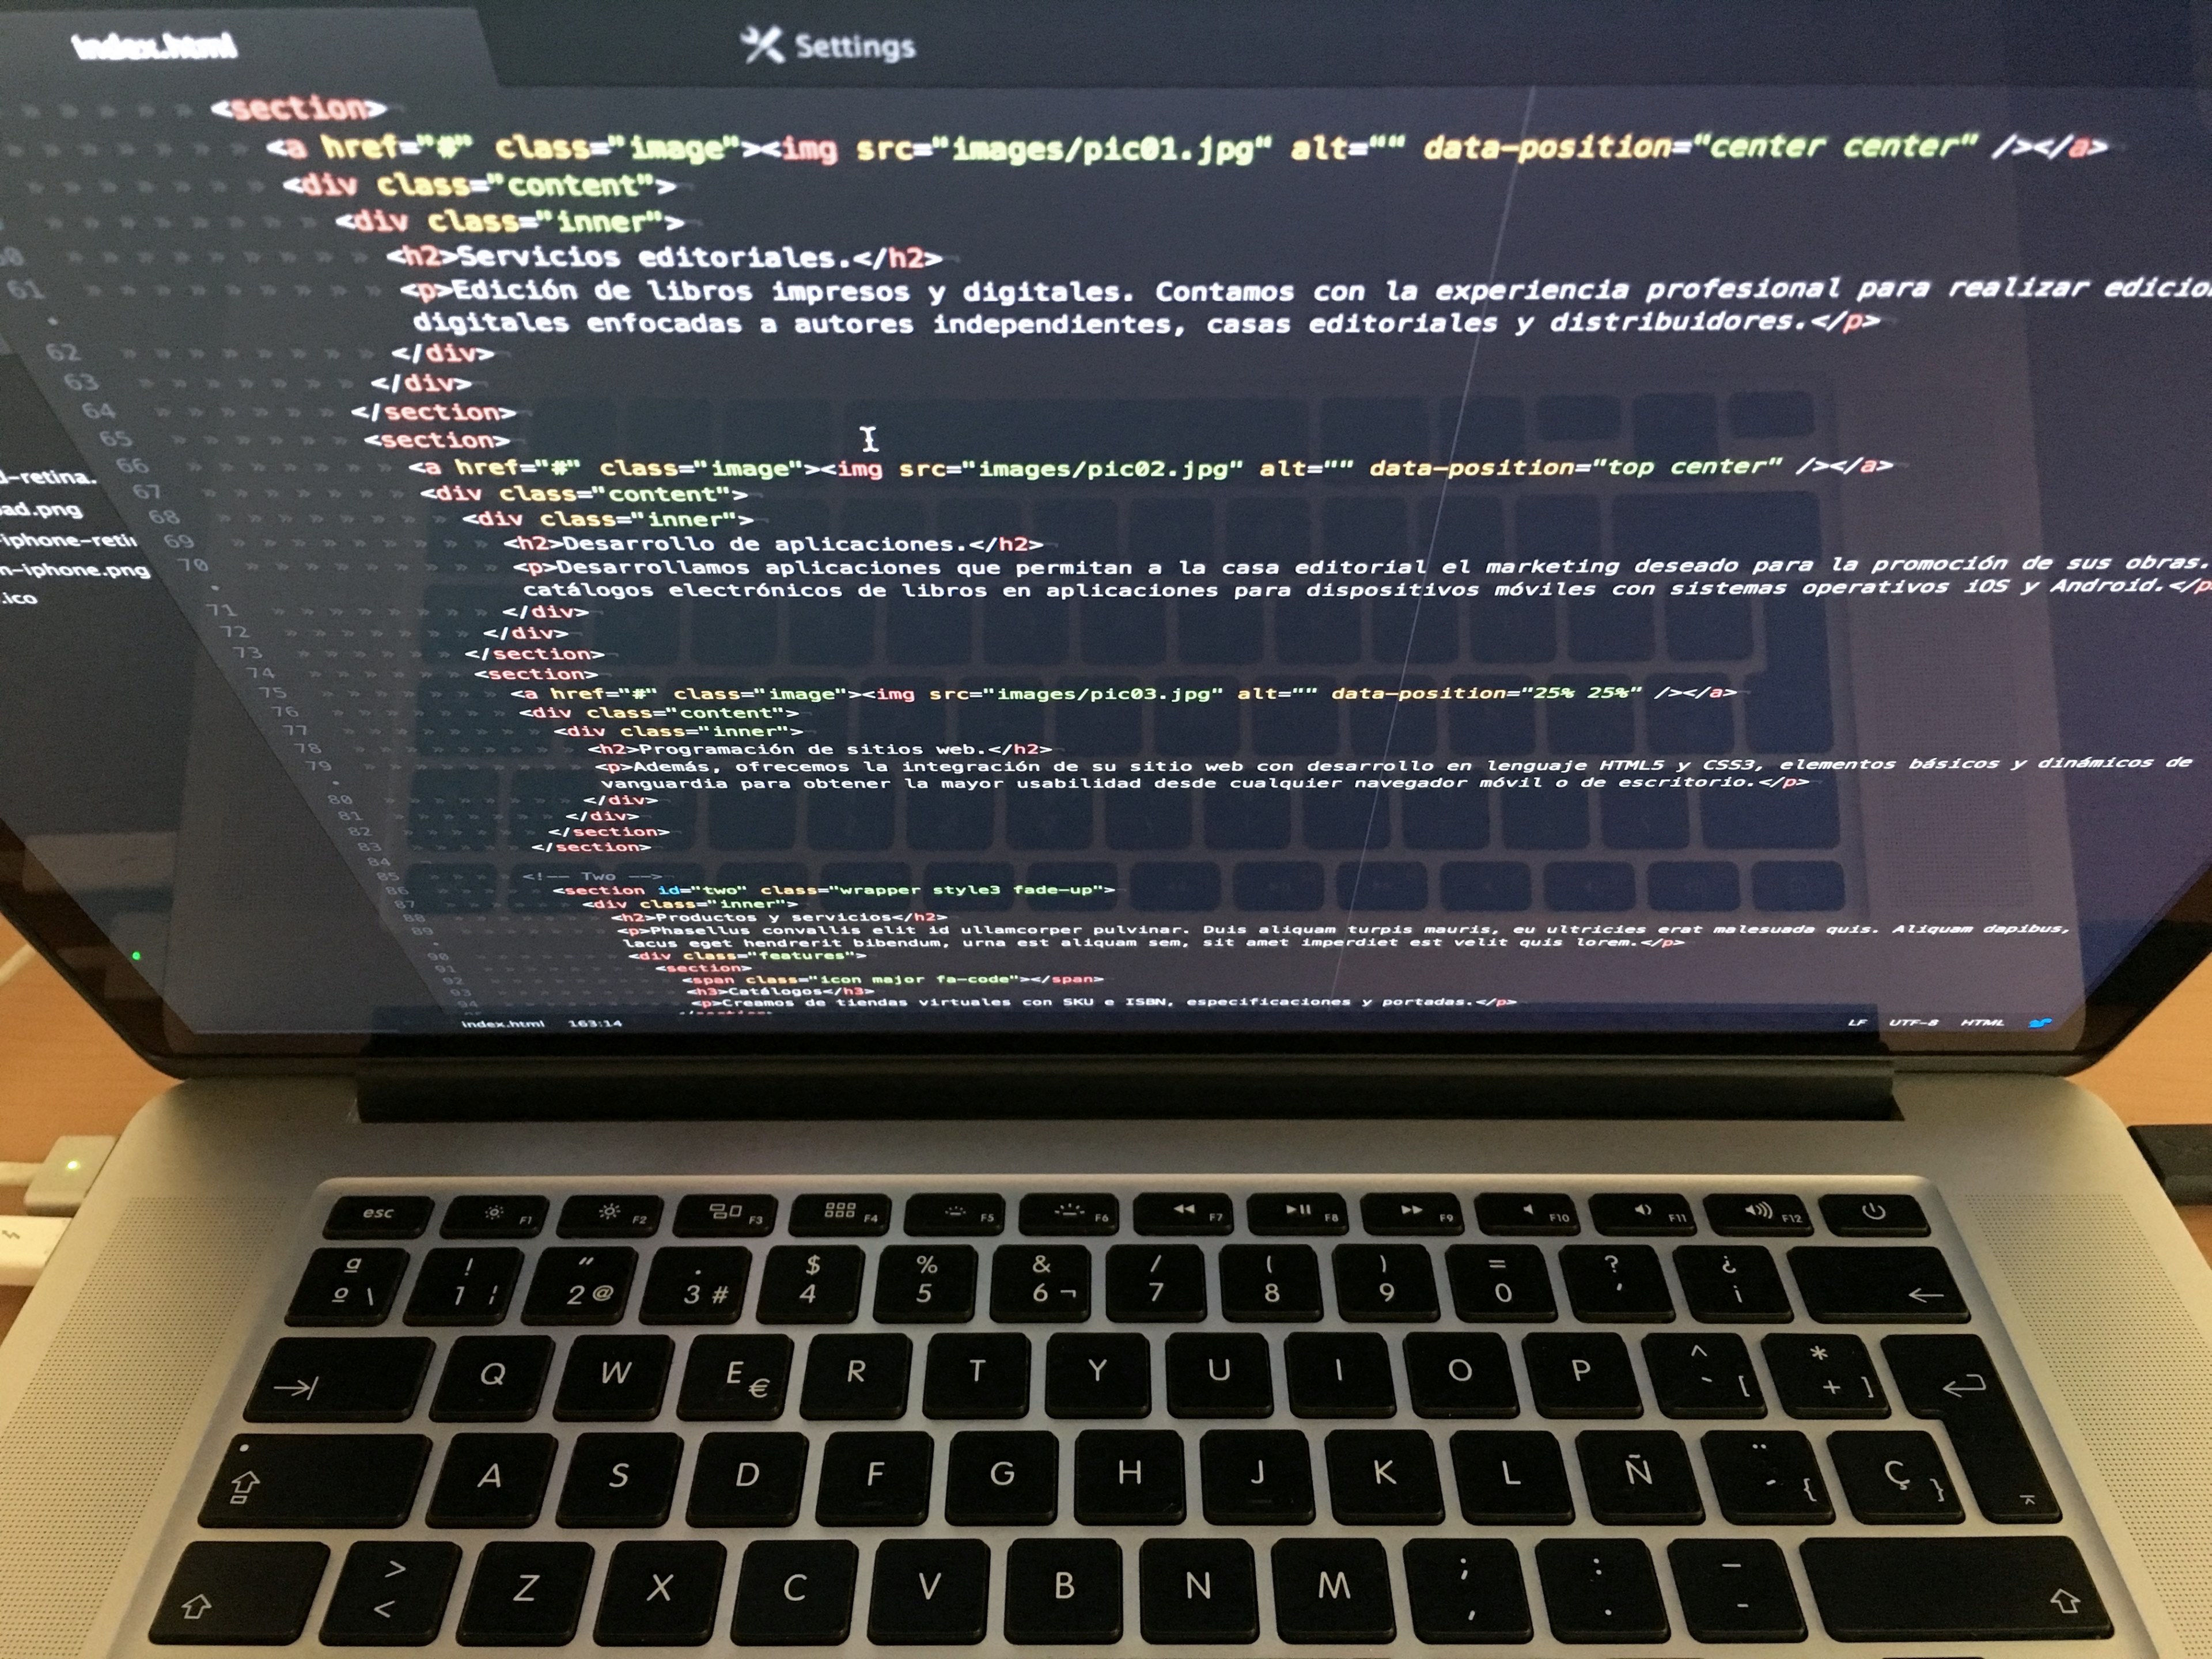 index.html Settings
<section>
<a href="#" class="image"><img src="images/pic01.jpg" alt="" data-position="center center" /></a>
<div class="content">
<div class="inner">
<h2>Servicios editoriales.</h2>
61 <p>Edición de libros impresos y digitales. Contamos con la experiencia profesional para realizar
digitales enfocadas a autores independientes, casas editoriales y distribuidores.</p>
62 </div>
63 </div>
64 </section>
65 <section>
66 <a href="#" class="image"><img src="images/pic02.jpg" alt="" data-position="top center" /></a>
67 <div class="content">
68 <div class="inner">
69 <h2>Desarrollo de aplicaciones.</h2>
70 <p>Desarrollamos aplicaciones que permitan a la casa editorial el marketing deseado para la promoción de sus obras.
catálogos electrónicos de libros en aplicaciones para dispositivos móviles con sistemas operativos iOS y Android.</p
71 </div>
72 </div>
73 </section>
74 <section>
75 <a href="#" class="image"><img src="images/pic03.jpg" alt="" data-position="25% 25%" /></a>
76 <div class="content">
77 <div class="inner">
78 <h2>Programación de sitios web.</h2>
79 <p>Además, ofrecemos la integración de su sitio web con desarrollo en lenguaje HTML5 y CSS3, elementos básicos y dinámicos de
vanguardia para obtener la mayor usabilidad desde cualquier navegador móvil o de escritorio.</p>
80 </div>
81 </div>
82 </section>
83 </section>
84
85 <!-- Two -->
86 <section id="two" class="wrapper style3 fade-up">
87 <div class="inner">
88 <h2>Productos y servicios</h2>
89 <p>Phasellus convallis elit id ullamcorper pulvinar. Duis aliquam turpis mauris, eu ultricies erat malesuada quis. Aliquam dapibus,
lacus eget hendrerit bibendum, urna est aliquam sem, sit amet imperdiet est velit quis lorem.</p>
90 <div class="features">
91 <section>
92 <span class="icon major fa-code"></span>
93 <h3>Catálogos</h3>
94 <p>Creamos de tiendas virtuales con SKU e ISBN, especificaciones y portadas.</p>
-retina.
ad.png
iphone-reti
n-iphone.png
.ico
index.html 163:14 LF UTF-8 HTML
esc F1 F2 F3 F4 F5 F6 F7 F8 F9 F10 F11 F12
ª ! " · $ % & / ( ) = ? ¿
º \ 1 ¦ 2 @ 3 # 4 5 6 ¬ 7 8 9 0 ' ¡
Q W E € R T Y U I O P ^ ` [ * + ]
A S D F G H J K L Ñ ¨ ´ { Ç }
> < Z X C V B N M ; , : . _ -